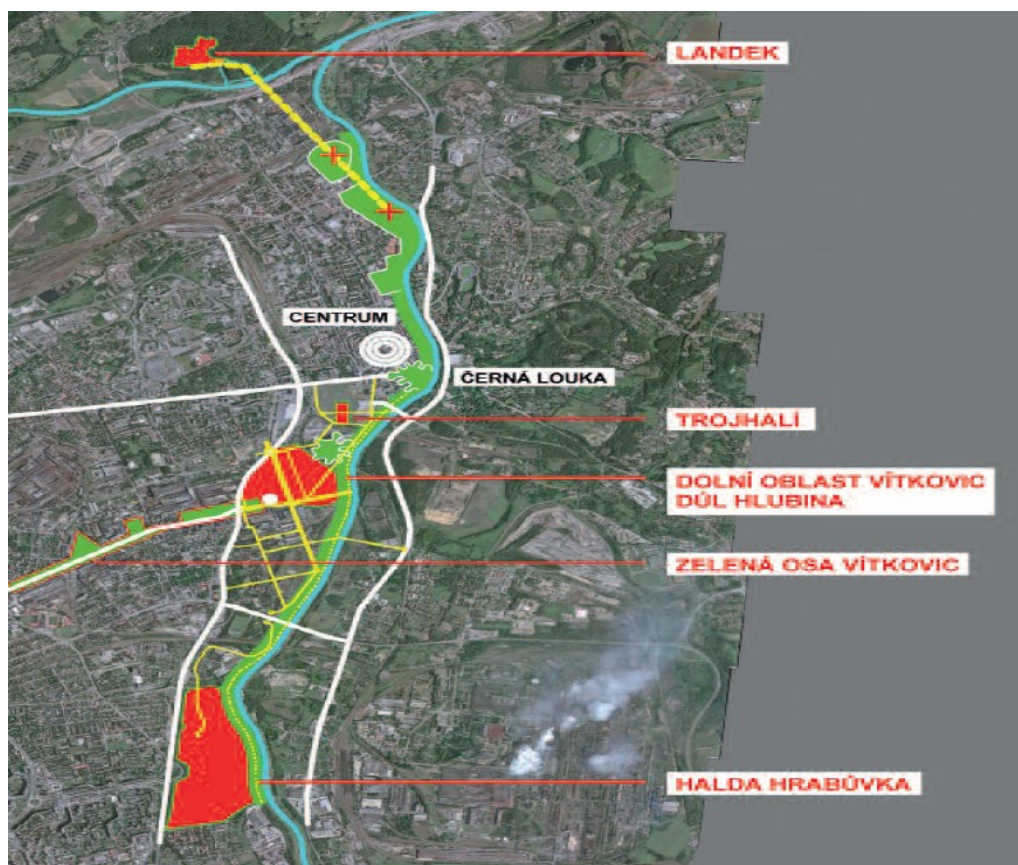 LANDEK
CENTRUM
ČERNÁ LOUKA
TROJHALÍ
DOLNÍ OBLAST VÍTKOVIC
DŮL HLUBINA
ZELENÁ OSA VÍTKOVIC
HALDA HRABŮVKA